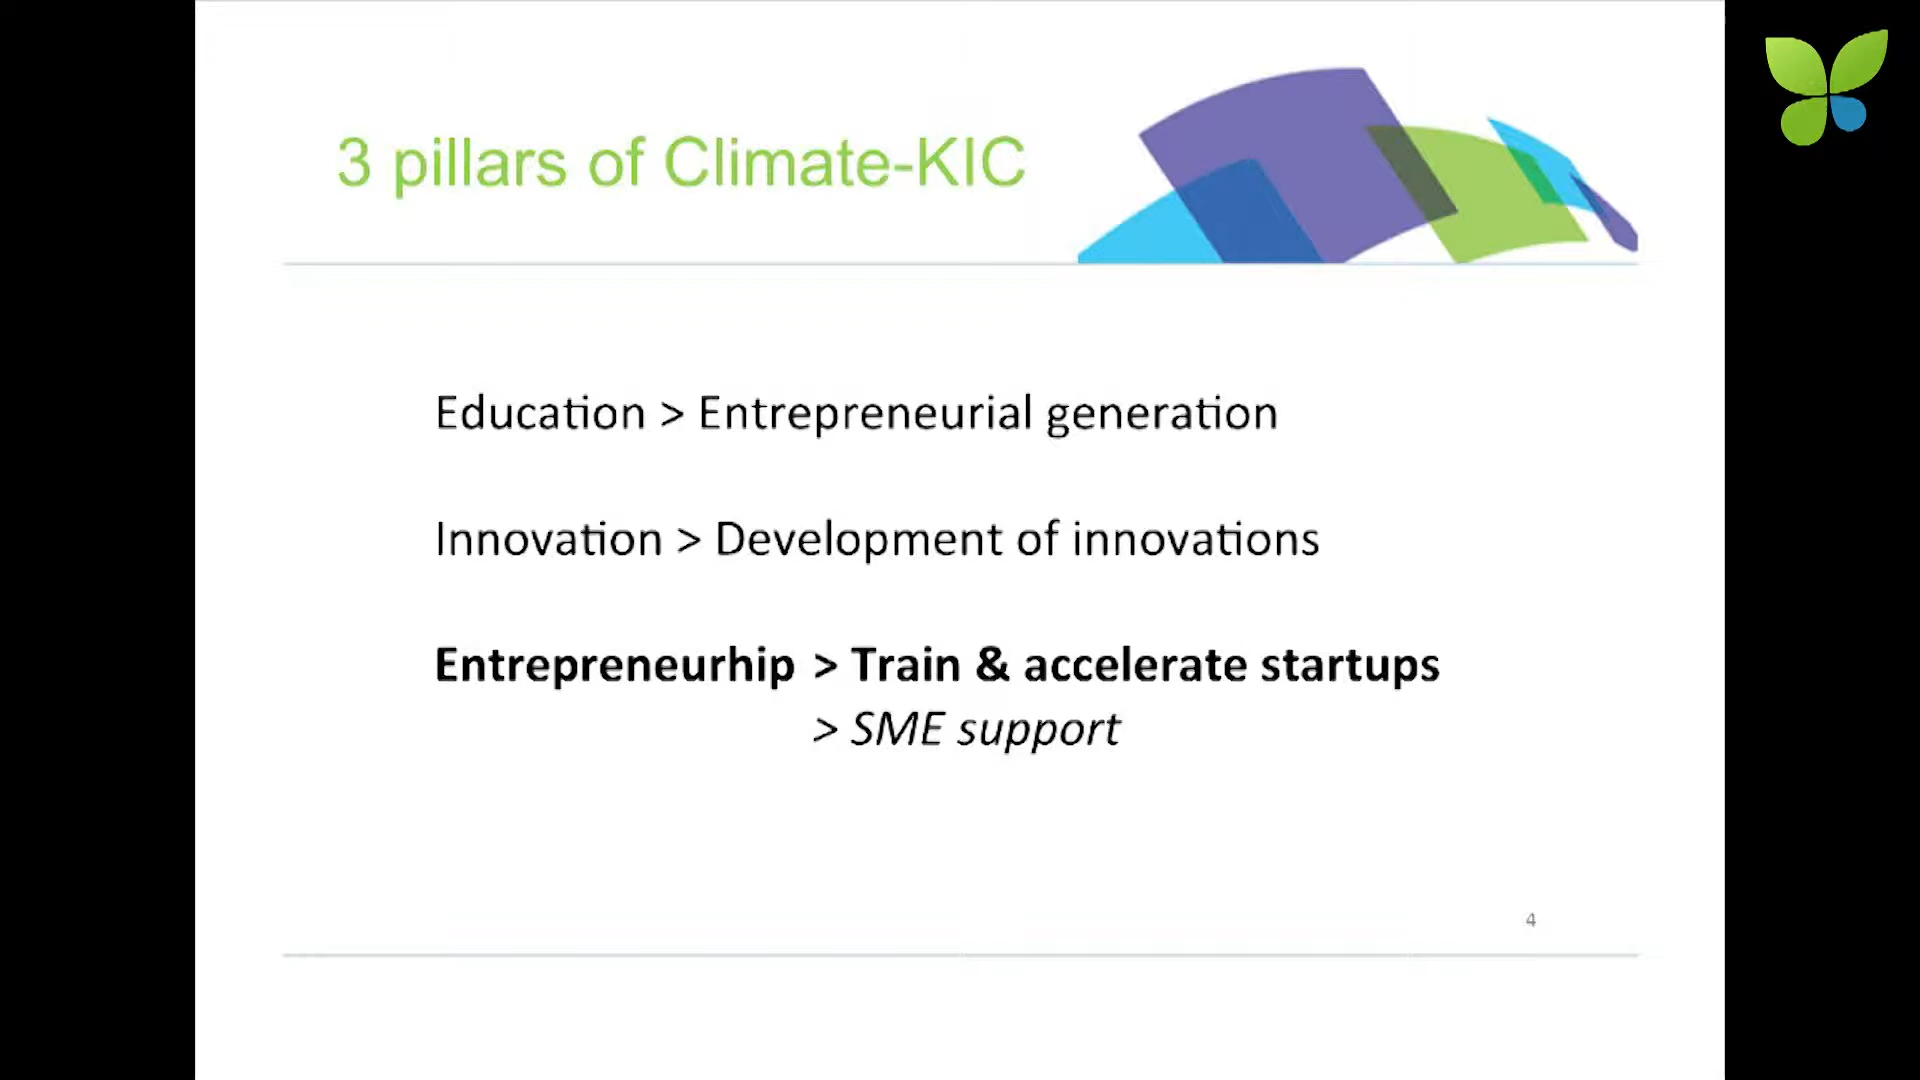 3 pillars of Climate-KIC
Education > Entrepreneurial generation
Innovation > Development of innovations
Entrepreneurhip > Train & accelerate startups
> SME support
4